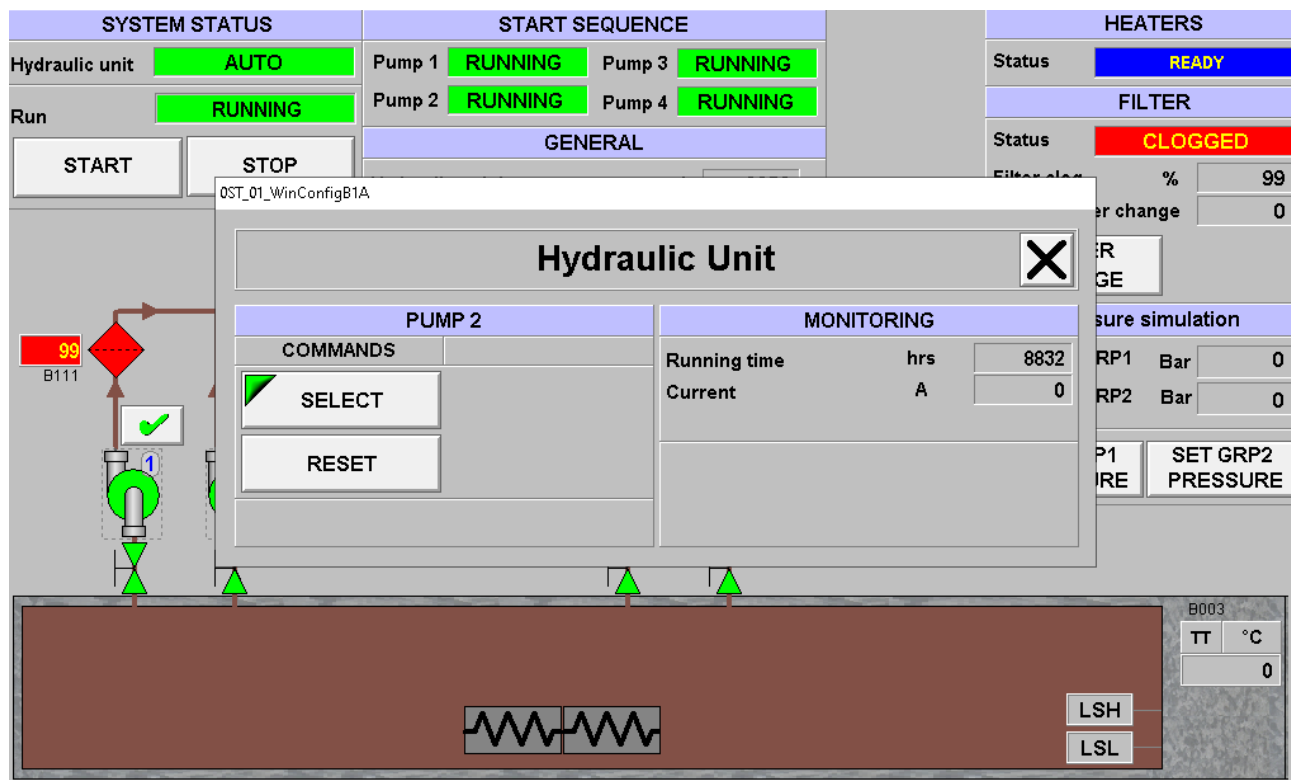 SYSTEM STATUS
START SEQUENCE
HEATERS
Hydraulic unit AUTO
Pump 1 RUNNING Pump 3 RUNNING
Status READY
Run RUNNING
Pump 2 RUNNING Pump 4 RUNNING
FILTER
GENERAL
Status CLOGGED
START STOP
% 99
0ST_01_WinConfigB1A
er change 0
Hydraulic Unit
ER
GE
PUMP 2
MONITORING
sure simulation
COMMANDS
Running time hrs 8832
RP1 Bar 0
99
B111
SELECT
Current A 0
RP2 Bar 0
RESET
1
P1
IRE
SET GRP2
PRESSURE
B003
TT °C
0
LSH
LSL